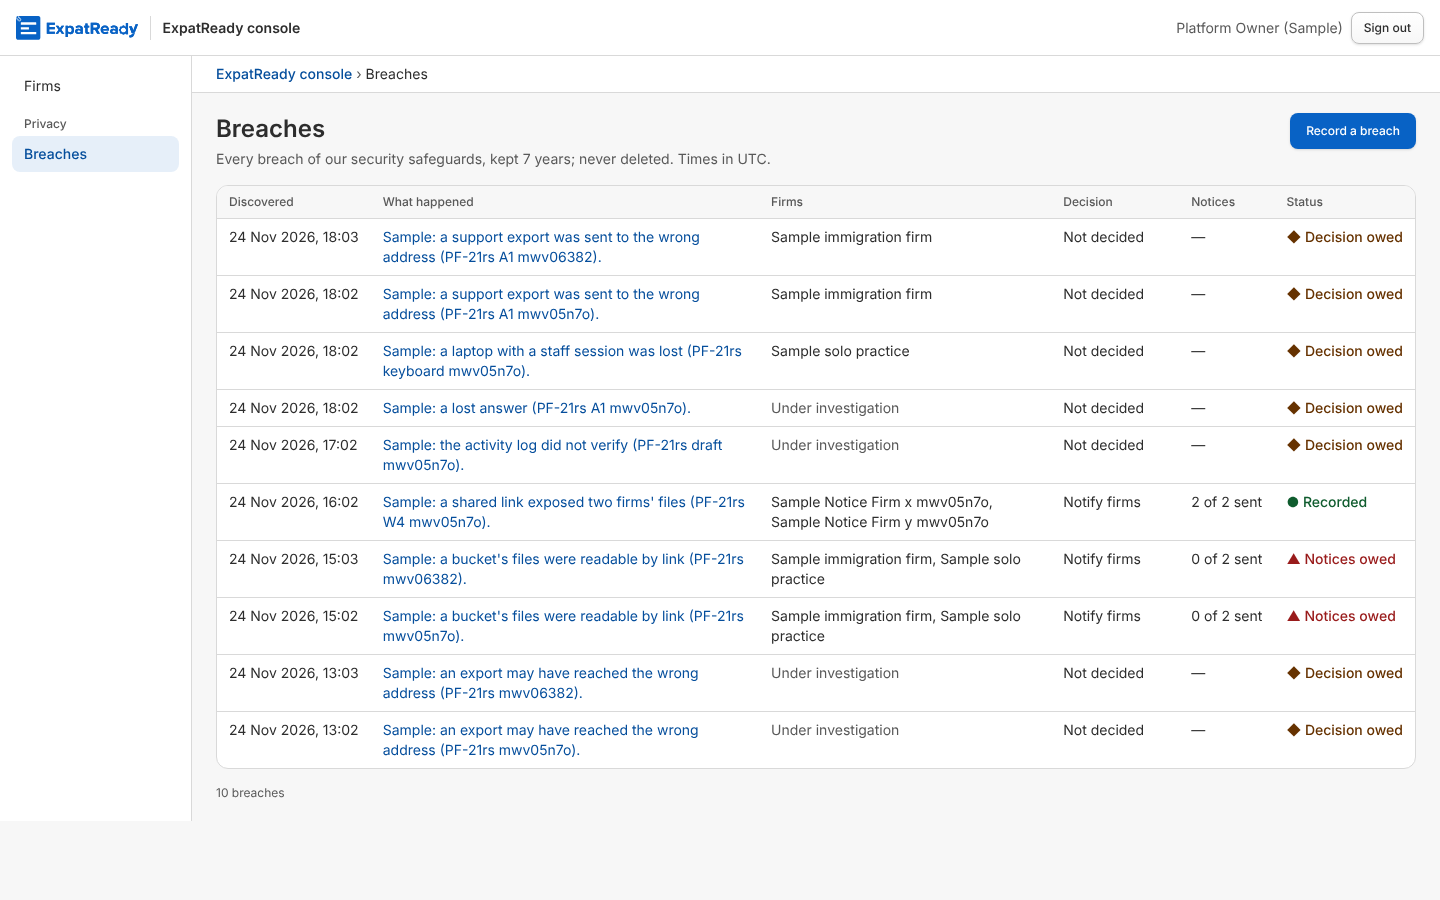 ExpatReady
ExpatReady console
Platform Owner (Sample)
Sign out
Firms
Privacy
Breaches
ExpatReady console › Breaches
Breaches
Record a breach
Every breach of our security safeguards, kept 7 years; never deleted. Times in UTC.
Discovered What happened Firms Decision Notices Status
24 Nov 2026, 18:03 Sample: a support export was sent to the wrong Sample immigration firm Not decided — Decision owed
address (PF-21rs A1 mwv06382).
24 Nov 2026, 18:02 Sample: a support export was sent to the wrong Sample immigration firm Not decided — Decision owed
address (PF-21rs A1 mwv05n7o).
24 Nov 2026, 18:02 Sample: a laptop with a staff session was lost (PF-21rs Sample solo practice Not decided — Decision owed
keyboard mwv05n7o).
24 Nov 2026, 18:02 Sample: a lost answer (PF-21rs A1 mwv05n7o). Under investigation Not decided — Decision owed
24 Nov 2026, 17:02 Sample: the activity log did not verify (PF-21rs draft Under investigation Not decided — Decision owed
mwv05n7o).
24 Nov 2026, 16:02 Sample: a shared link exposed two firms' files (PF-21rs Sample Notice Firm x mwv05n7o, Notify firms 2 of 2 sent Recorded
W4 mwv05n7o). Sample Notice Firm y mwv05n7o
24 Nov 2026, 15:03 Sample: a bucket's files were readable by link (PF-21rs Sample immigration firm, Sample solo Notify firms 0 of 2 sent Notices owed
mwv06382). practice
24 Nov 2026, 15:02 Sample: a bucket's files were readable by link (PF-21rs Sample immigration firm, Sample solo Notify firms 0 of 2 sent Notices owed
mwv05n7o). practice
24 Nov 2026, 13:03 Sample: an export may have reached the wrong Under investigation Not decided — Decision owed
address (PF-21rs mwv06382).
24 Nov 2026, 13:02 Sample: an export may have reached the wrong Under investigation Not decided — Decision owed
address (PF-21rs mwv05n7o).
10 breaches